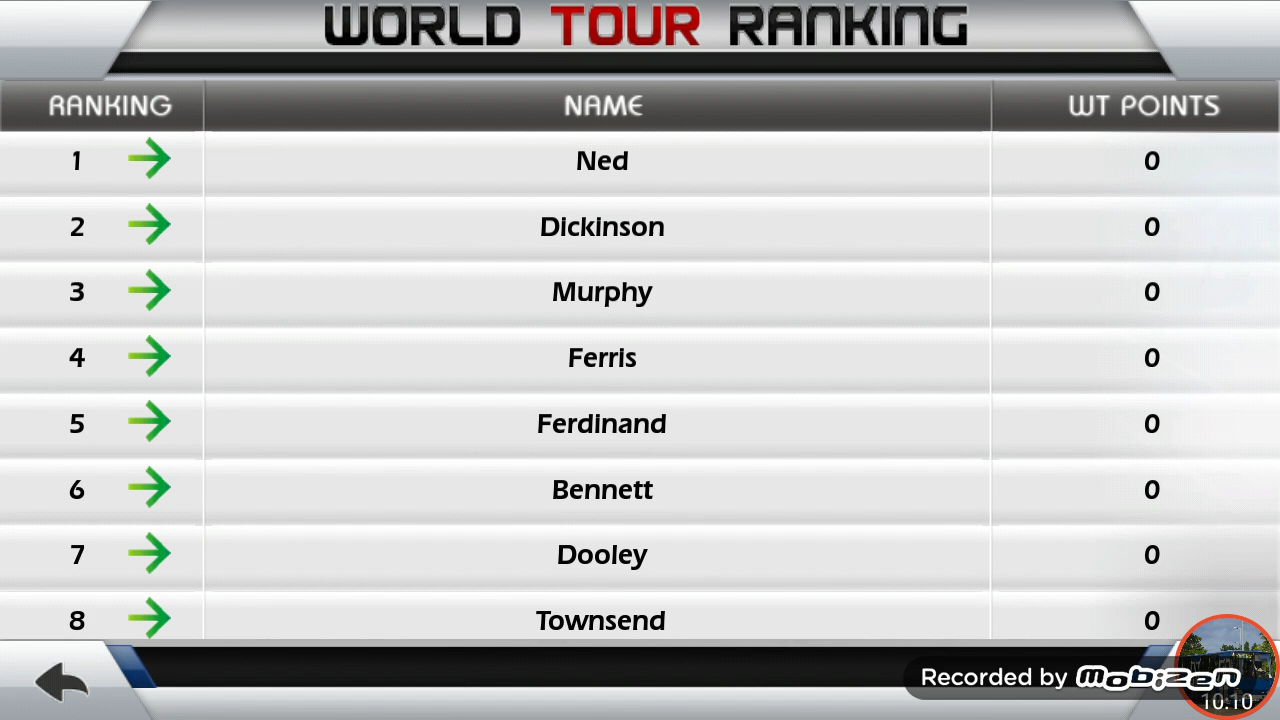 WORLD TOUR RANKING
RANKING NAME WT POINTS
1 Ned 0
2 Dickinson 0
3 Murphy 0
4 Ferris 0
5 Ferdinand 0
6 Bennett 0
7 Dooley 0
8 Townsend 0
Recorded by mobizen
10:10